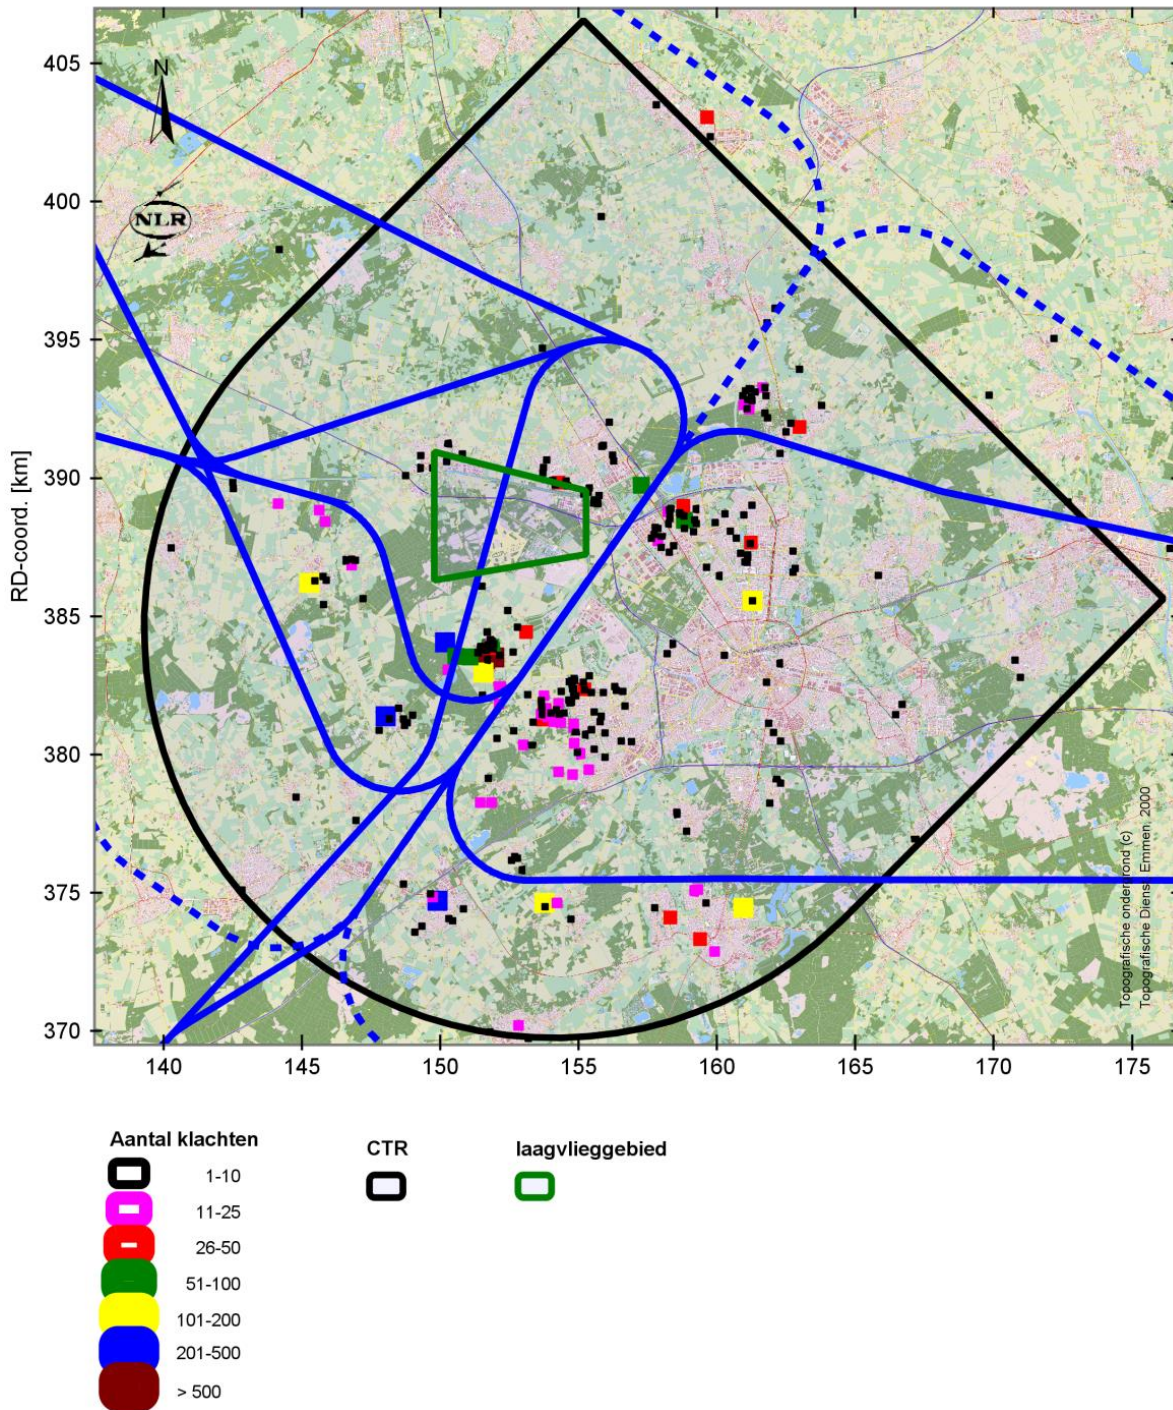 405
N
NLR
400
395
390
385
380
375
370
RD-coord. [km]
140
145
150
155
160
165
170
175
Topografische ondergrond (c)
Topografische Dienst Emmen, 2000
Aantal klachten
1-10
11-25
26-50
51-100
101-200
201-500
> 500
CTR
laagvlieggebied